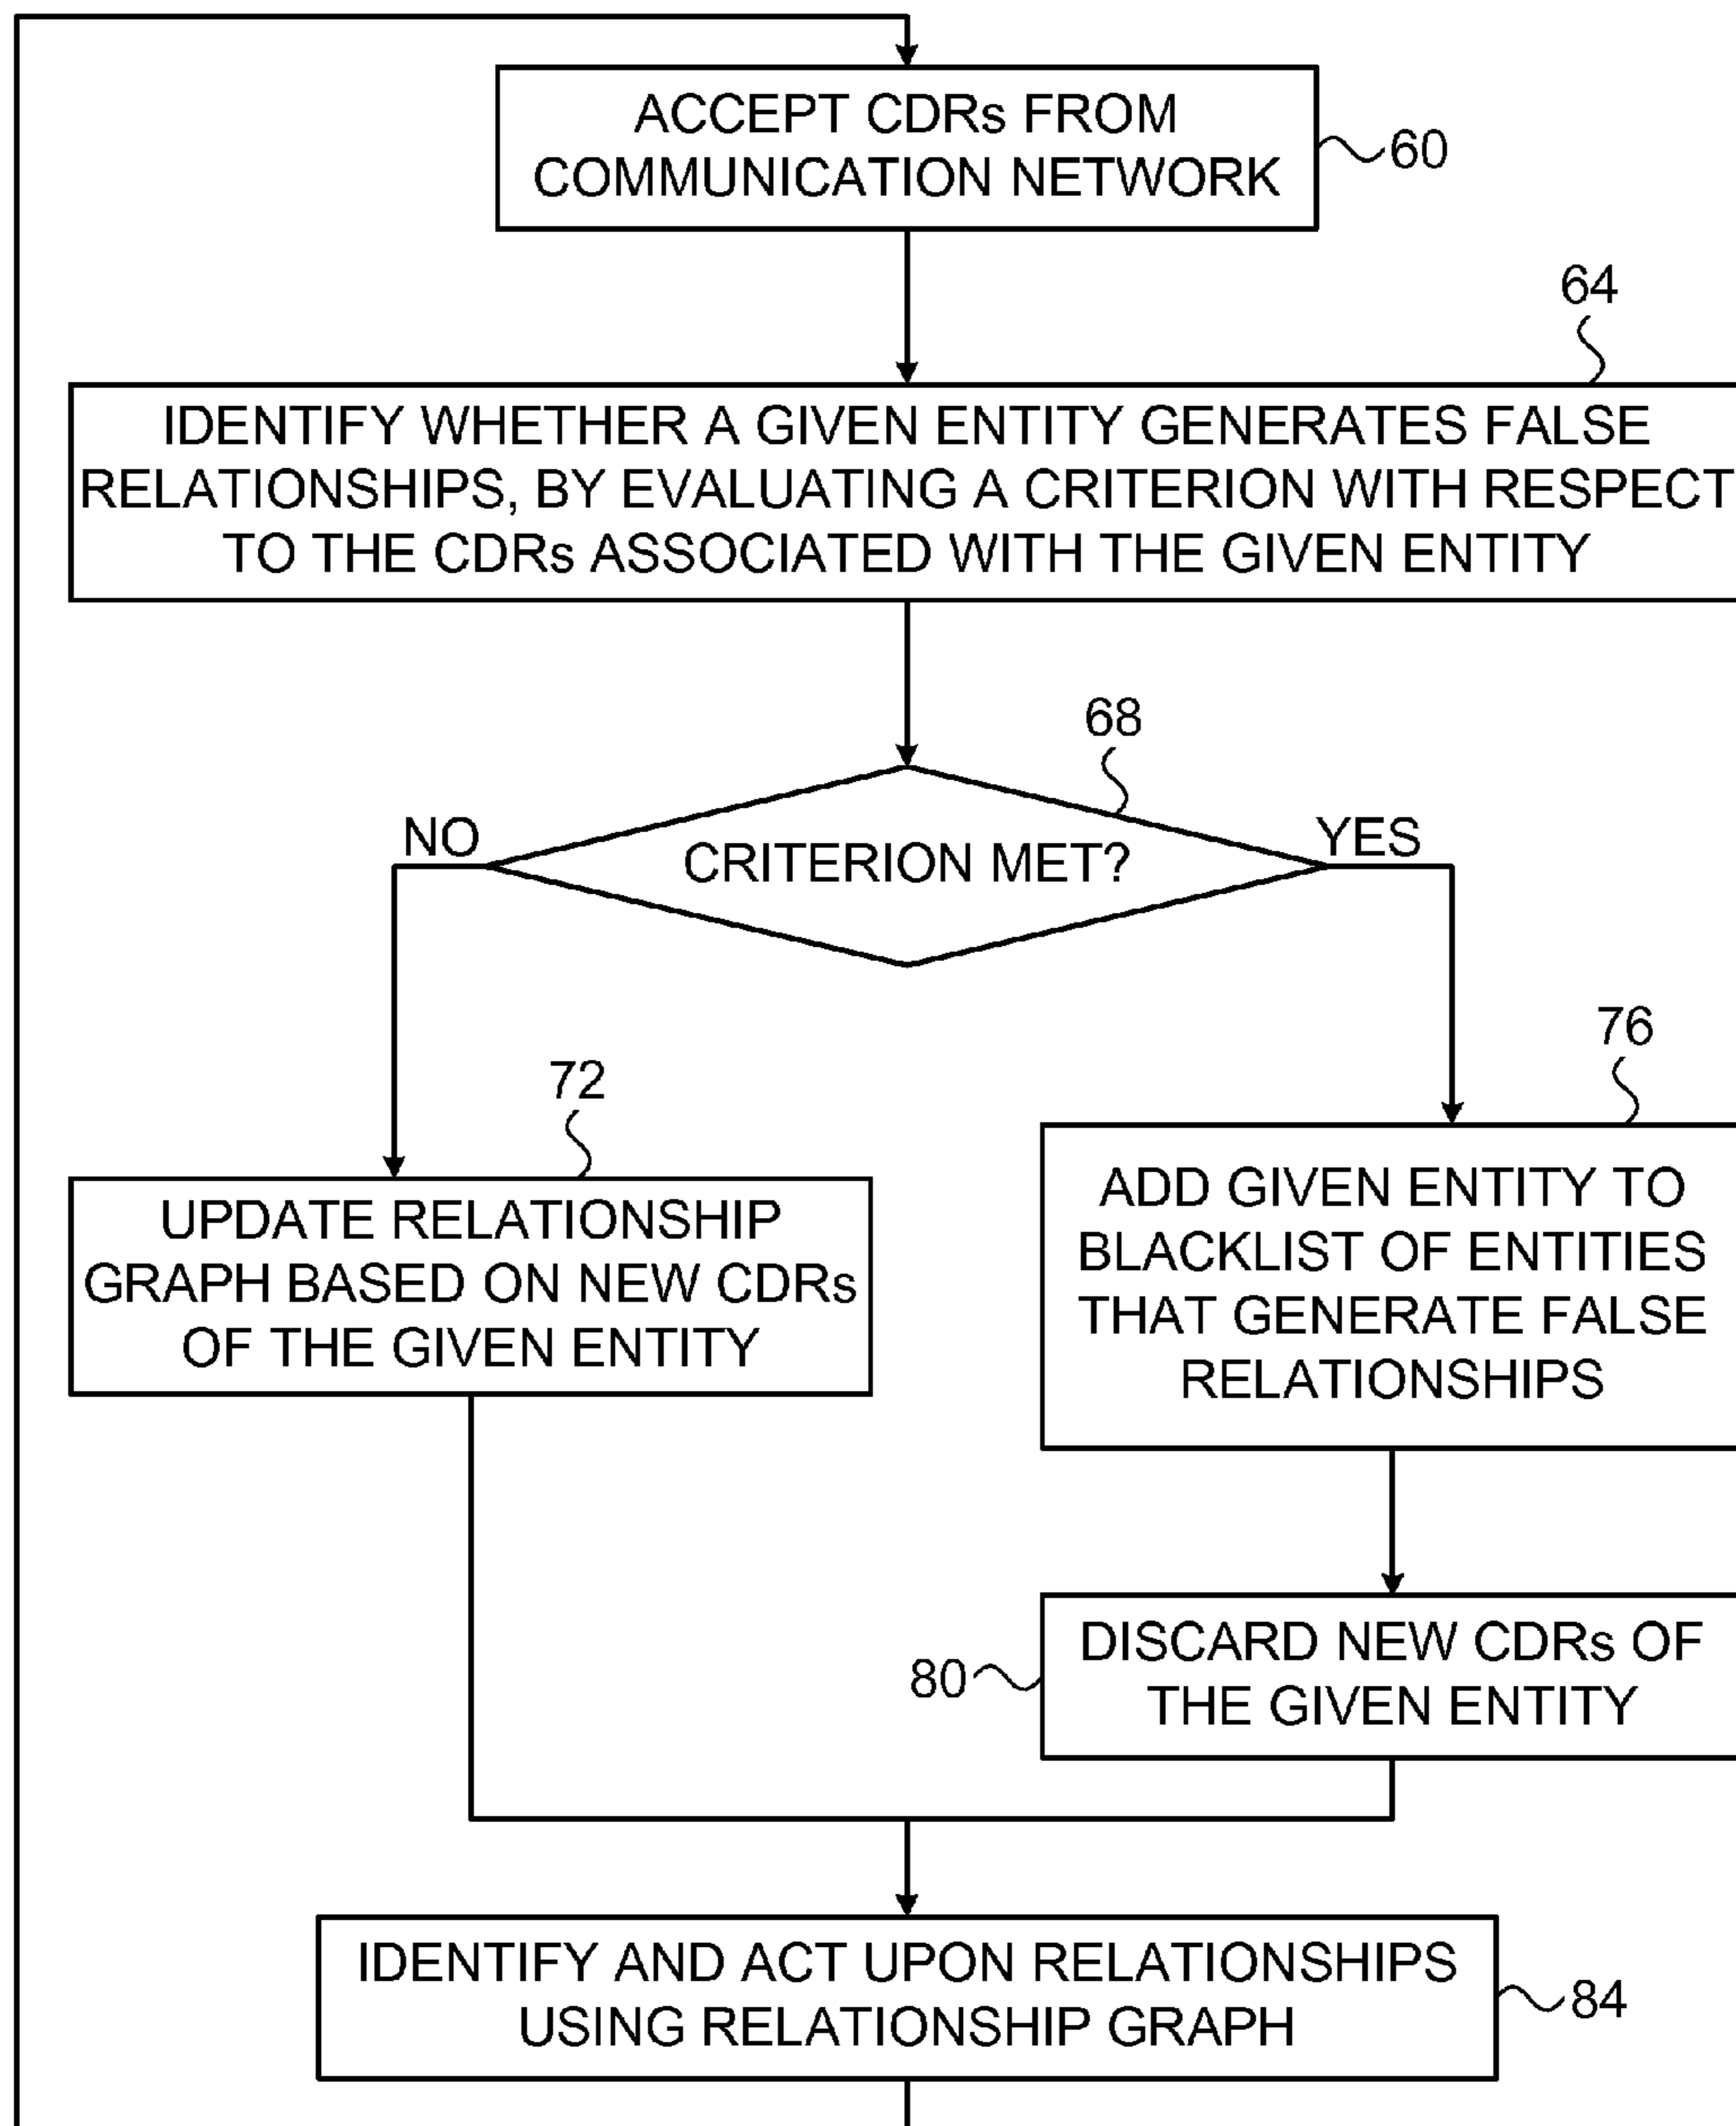 ACCEPT CDRs FROM
COMMUNICATION NETWORK
60
64
IDENTIFY WHETHER A GIVEN ENTITY GENERATES FALSE
RELATIONSHIPS, BY EVALUATING A CRITERION WITH RESPECT
TO THE CDRs ASSOCIATED WITH THE GIVEN ENTITY
68
NO
CRITERION MET?
YES
72
UPDATE RELATIONSHIP
GRAPH BASED ON NEW CDRs
OF THE GIVEN ENTITY
76
ADD GIVEN ENTITY TO
BLACKLIST OF ENTITIES
THAT GENERATE FALSE
RELATIONSHIPS
80
DISCARD NEW CDRs OF
THE GIVEN ENTITY
IDENTIFY AND ACT UPON RELATIONSHIPS
USING RELATIONSHIP GRAPH
84